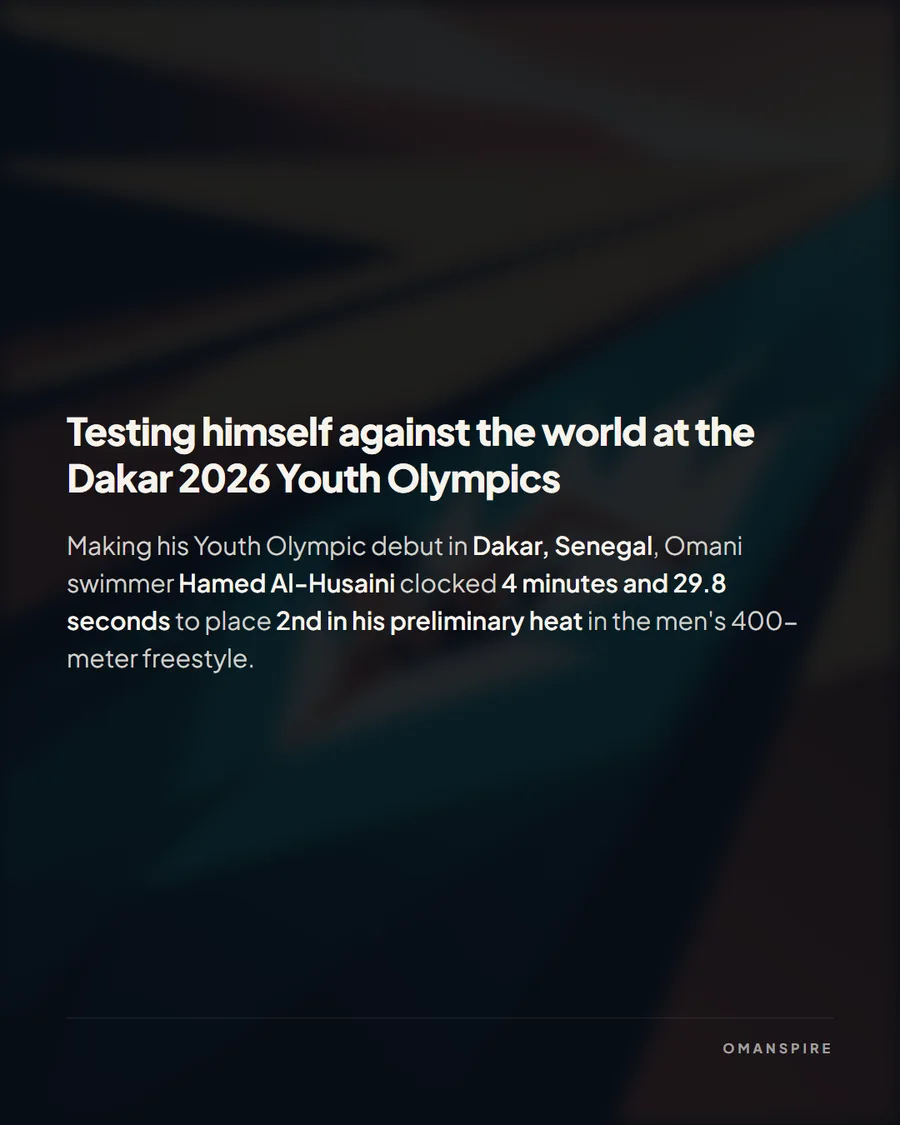 Testing himself against the world at the
Dakar 2026 Youth Olympics
Making his Youth Olympic debut in Dakar, Senegal, Omani
swimmer Hamed Al-Husaini clocked 4 minutes and 29.8
seconds to place 2nd in his preliminary heat in the men's 400-
meter freestyle.
OMANSPIRE